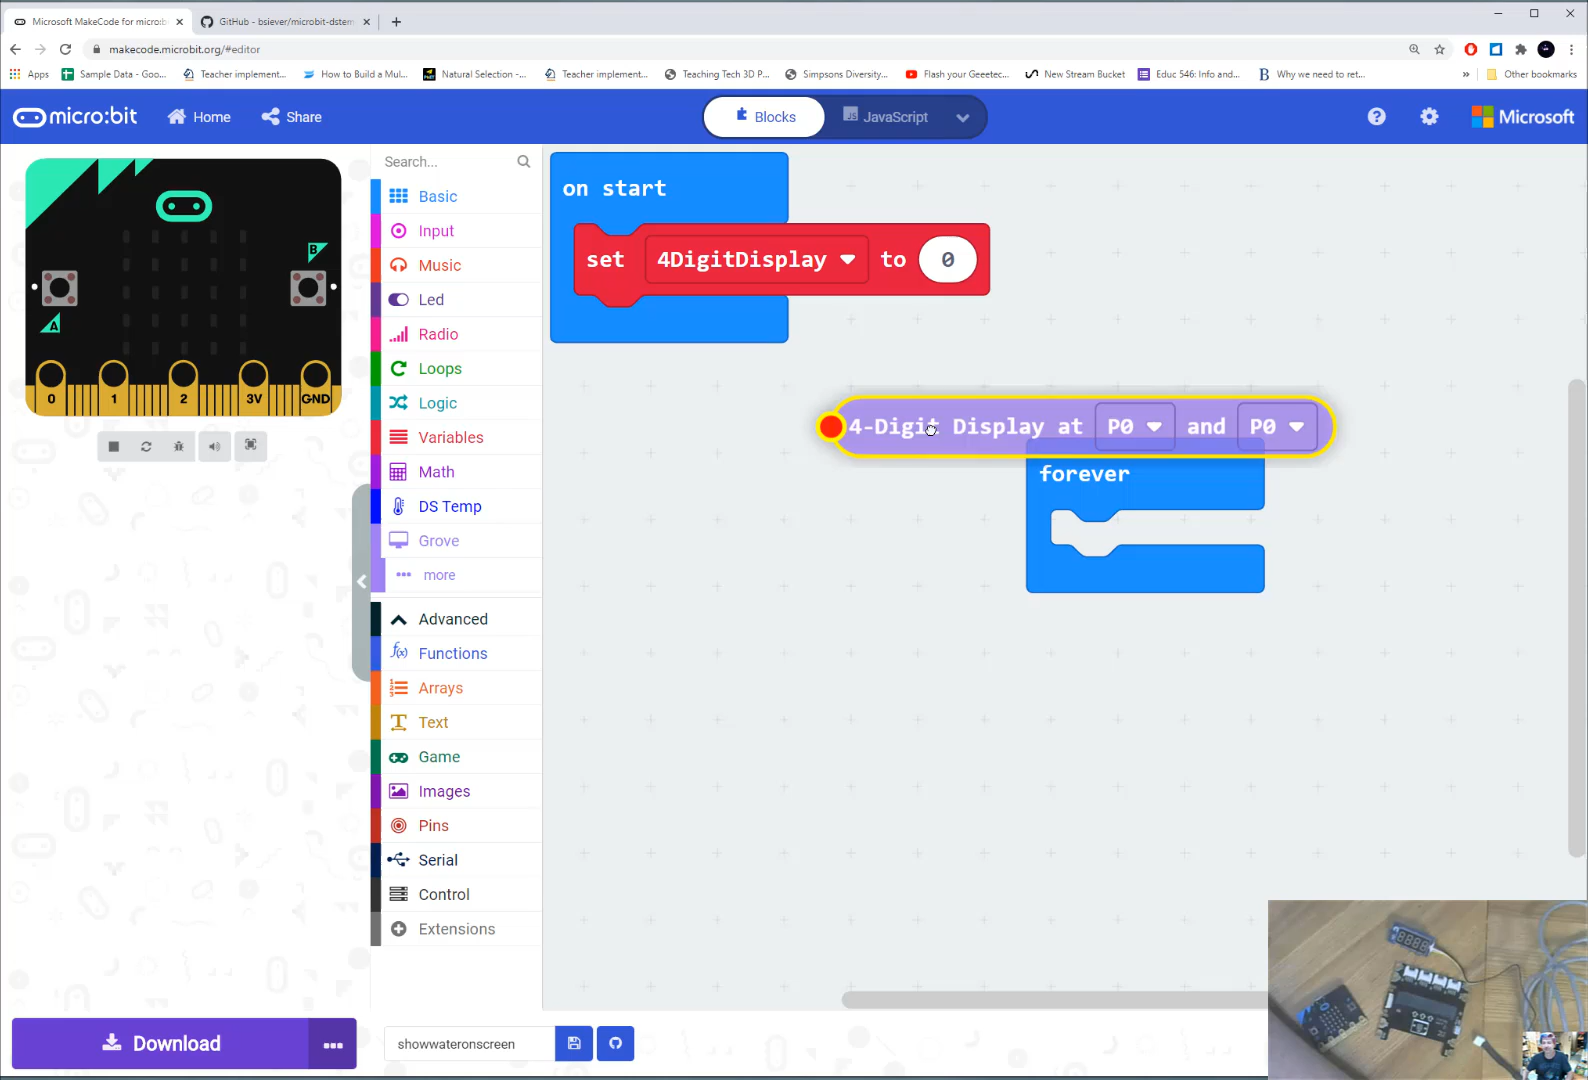 Microsoft MakeCode for micro:b
GitHub - bsiever/microbit-dstem
makecode.microbit.org/#editor
Apps
Sample Data - Goo...
Teacher implement...
How to Build a Mul...
Natural Selection -...
Teacher implement...
Teaching Tech 3D P...
Simpsons Diversity...
Flash your Geeetec...
New Stream Bucket
Educ 546: Info and...
Why we need to ret...
Other bookmarks
micro:bit
Home
Share
Blocks
JavaScript
Microsoft
A
B
0
1
2
3V
GND
Search...
Basic
Input
Music
Led
Radio
Loops
Logic
Variables
Math
DS Temp
Grove
more
Advanced
Functions
Arrays
Text
Game
Images
Pins
Serial
Control
Extensions
on start
set 4DigitDisplay to 0
4-Digit Display at P0 and P0
forever
Download
showwateronscreen